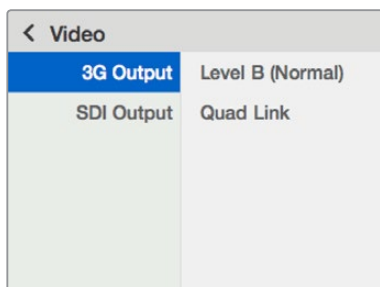 < Video
3G Output Level B (Normal)
SDI Output Quad Link